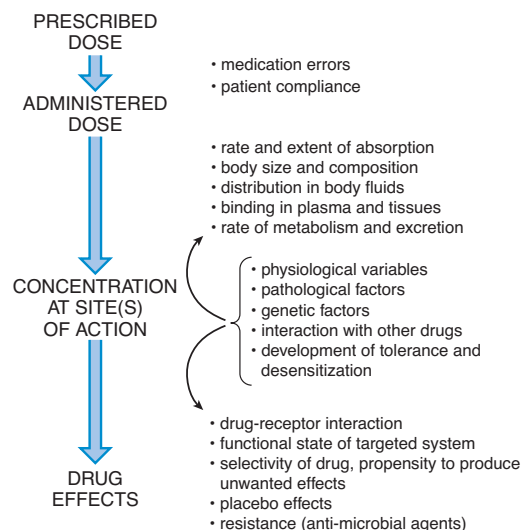 PRESCRIBED
DOSE
• medication errors
• patient compliance
ADMINISTERED
DOSE
• rate and extent of absorption
• body size and composition
• distribution in body fluids
• binding in plasma and tissues
• rate of metabolism and excretion
CONCENTRATION
AT SITE(S)
OF ACTION
• physiological variables
• pathological factors
• genetic factors
• interaction with other drugs
• development of tolerance and
desensitization
• drug-receptor interaction
• functional state of targeted system
• selectivity of drug, propensity to produce
unwanted effects
• placebo effects
• resistance (anti-microbial agents)
DRUG
EFFECTS